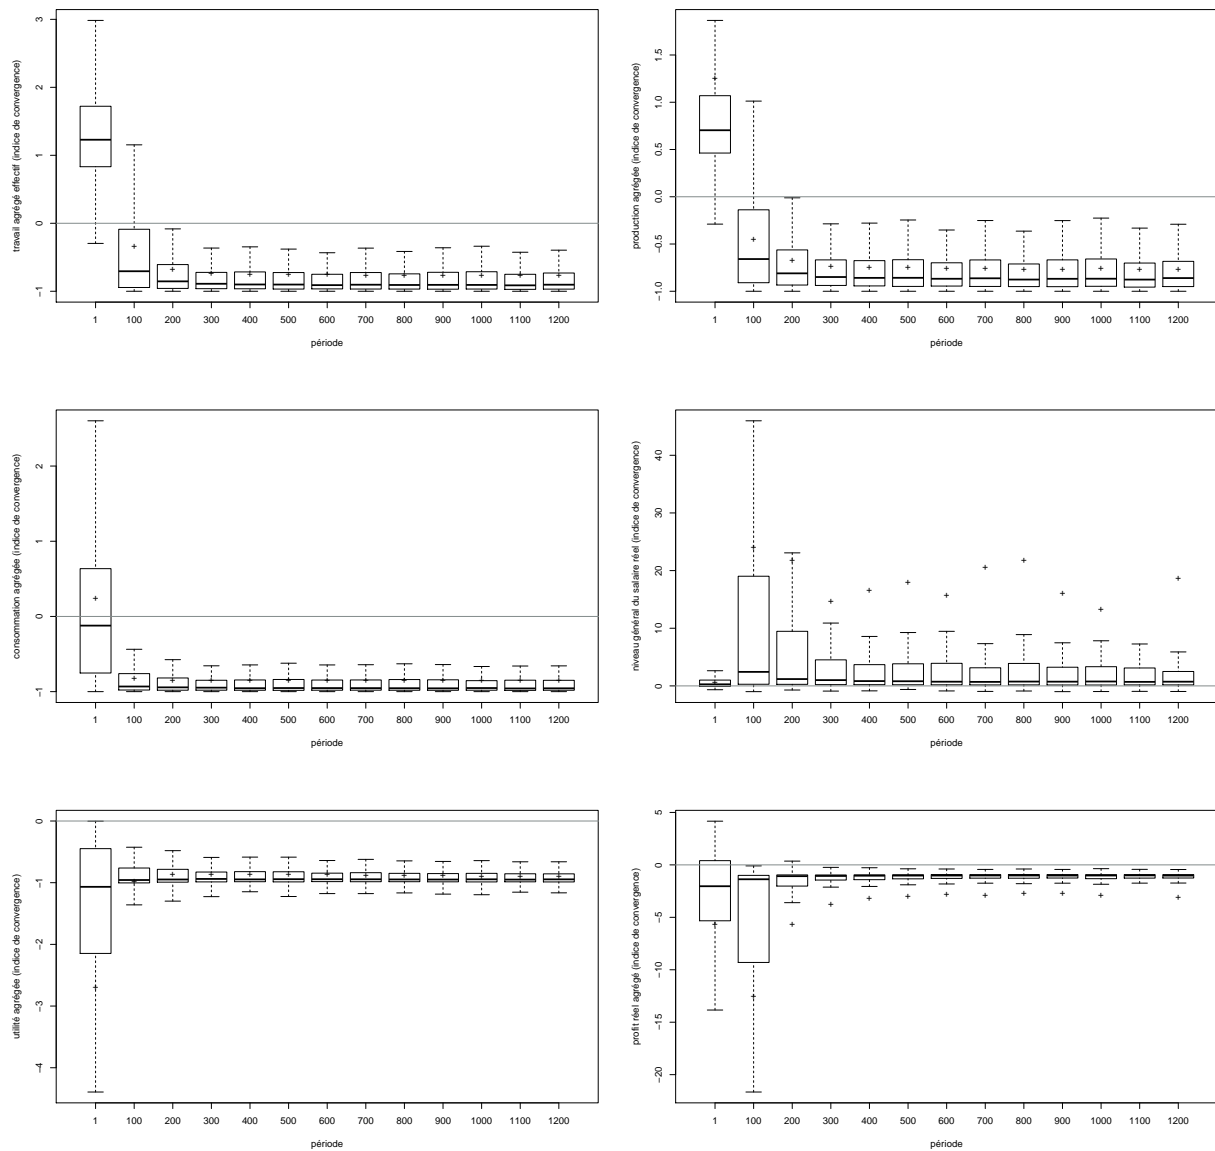 travail agrégé effectif (indice de convergence)
3
2
1
0
−1
1 100 200 300 400 500 600 700 800 900 1000 1100 1200
période
production agrégée (indice de convergence)
1.5
1.0
0.5
0.0
−0.5
−1.0
1 100 200 300 400 500 600 700 800 900 1000 1100 1200
période
consommation agrégée (indice de convergence)
2
1
0
−1
1 100 200 300 400 500 600 700 800 900 1000 1100 1200
période
niveau général du salaire réel (indice de convergence)
40
30
20
10
0
1 100 200 300 400 500 600 700 800 900 1000 1100 1200
période
utilité agrégée (indice de convergence)
0
−1
−2
−3
−4
1 100 200 300 400 500 600 700 800 900 1000 1100 1200
période
profit réel agrégé (indice de convergence)
5
0
−5
−10
−15
−20
1 100 200 300 400 500 600 700 800 900 1000 1100 1200
période